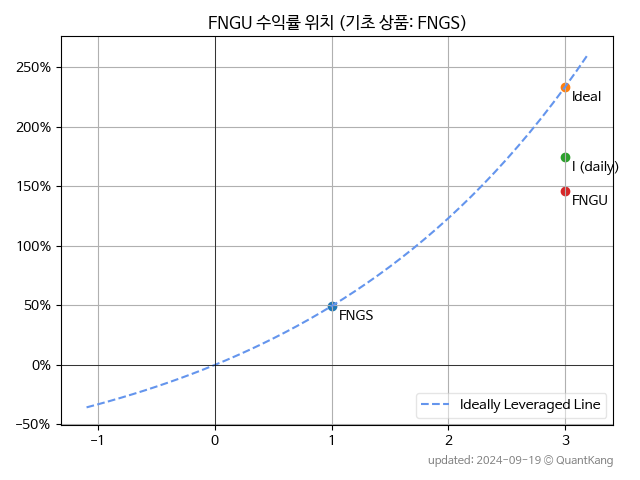 FNGU 수익률 위치 (기초 상품: FNGS)
250%
200%
150%
100%
50%
0%
−50%
Ideal
I (daily)
FNGU
FNGS
Ideally Leveraged Line
−1
0
1
2
3
updated: 2024-09-19 © QuantKang